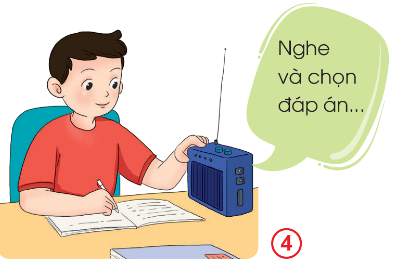 Nghe
và chọn
đáp án...
4